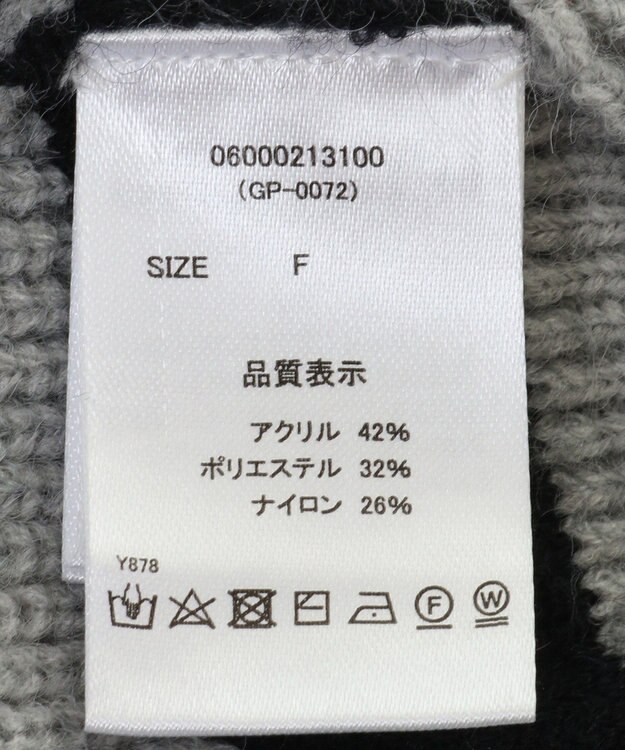 06000213100
(GP-0072)
SIZE F
品質表示
アクリル 42%
ポリエステル 32%
ナイロン 26%
Y878
F W